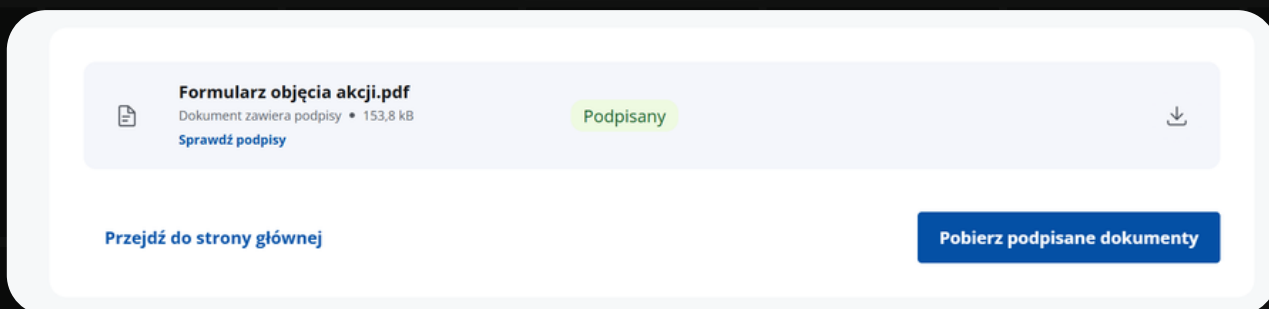 Formularz objęcia akcji.pdf
Dokument zawiera podpisy • 153,8 kB
Sprawdź podpisy
Podpisany
Przejdź do strony głównej
Pobierz podpisane dokumenty